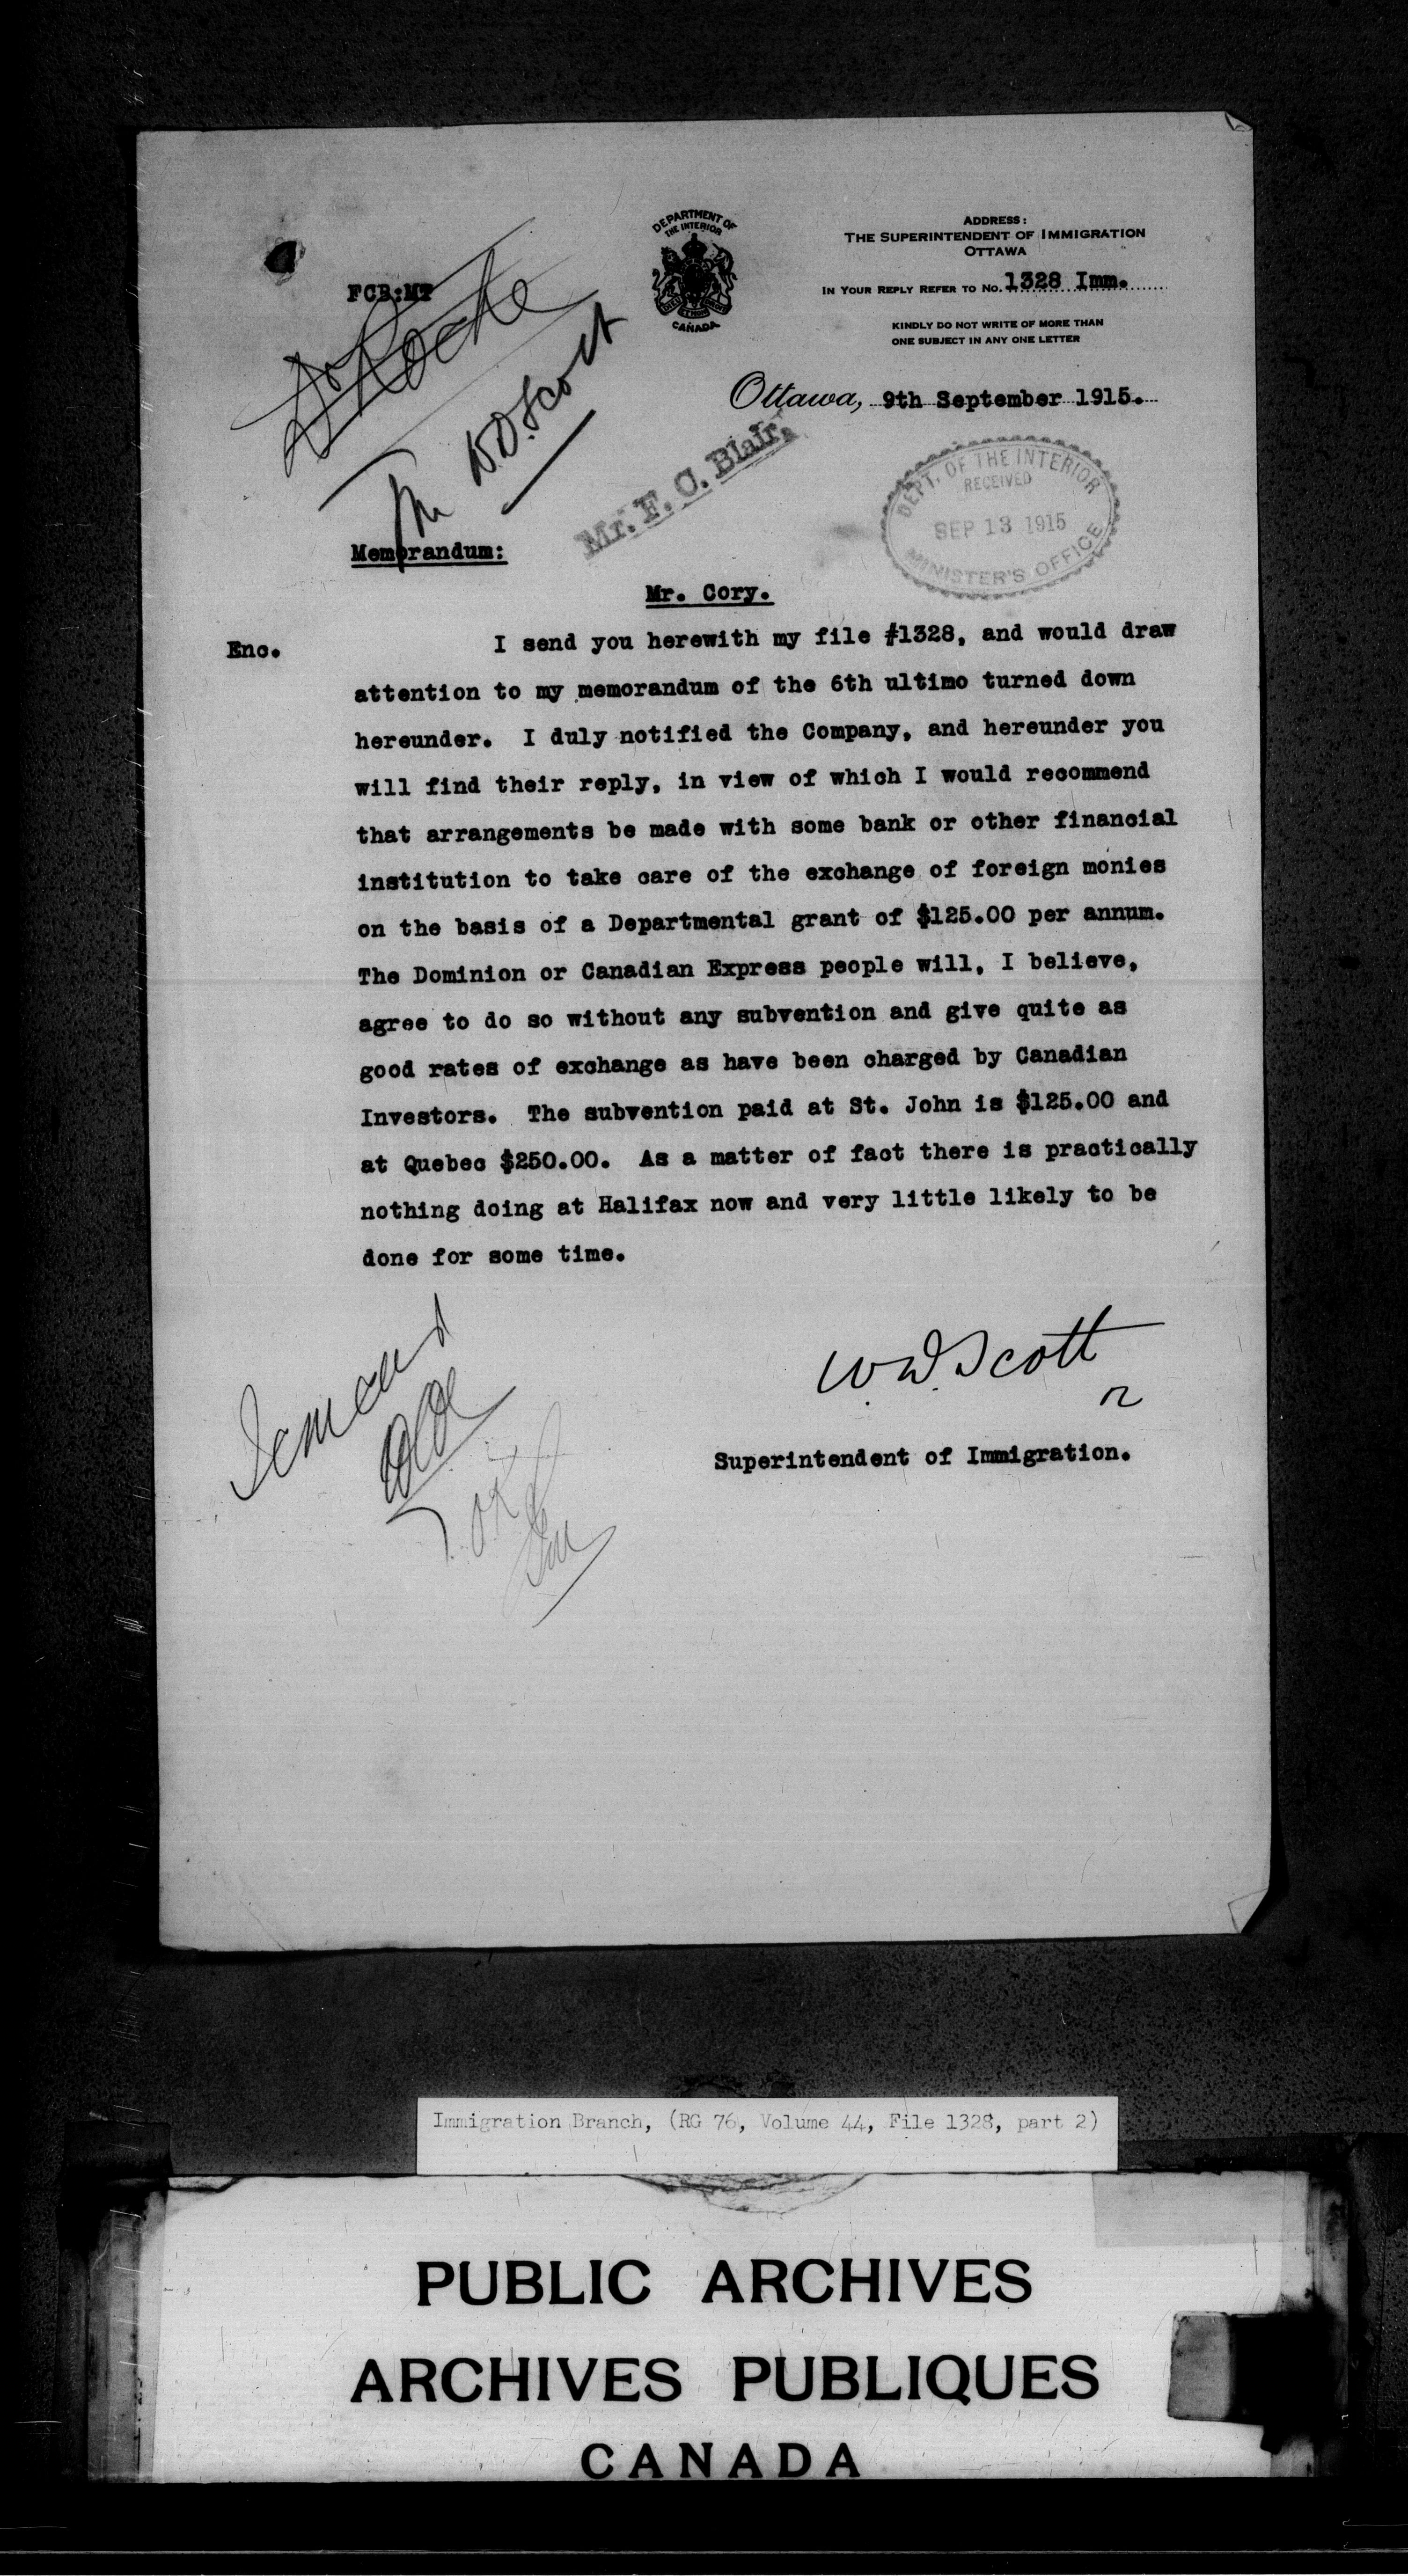 DEPARTMENT OF
THE INTERIOR
CANADA
ADDRESS:
THE SUPERINTENDENT OF IMMIGRATION
OTTAWA
IN YOUR REPLY REFER TO NO. 1328 Imm.
KINDLY DO NOT WRITE OF MORE THAN
ONE SUBJECT IN ANY ONE LETTER
FCB:MT
Dr Roche
Mr W.D. Scott
Ottawa, 9th September 1915.
Mr. F. C. Blair.
DEPT. OF THE INTERIOR
RECEIVED
SEP 13 1915
MINISTER'S OFFICE
Memorandum:
Mr. Cory.
Enc.
I send you herewith my file #1328, and would draw
attention to my memorandum of the 6th ultimo turned down
hereunder. I duly notified the Company, and hereunder you
will find their reply, in view of which I would recommend
that arrangements be made with some bank or other financial
institution to take care of the exchange of foreign monies
on the basis of a Departmental grant of $125.00 per annum.
The Dominion or Canadian Express people will, I believe,
agree to do so without any subvention and give quite as
good rates of exchange as have been charged by Canadian
Investors. The subvention paid at St. John is $125.00 and
at Quebec $250.00. As a matter of fact there is practically
nothing doing at Halifax now and very little likely to be
done for some time.
W.D. Scott
Superintendent of Immigration.
O.K.
Immigration Branch, (RG 76, Volume 44, File 1328, part 2)
PUBLIC ARCHIVES
ARCHIVES PUBLIQUES
CANADA